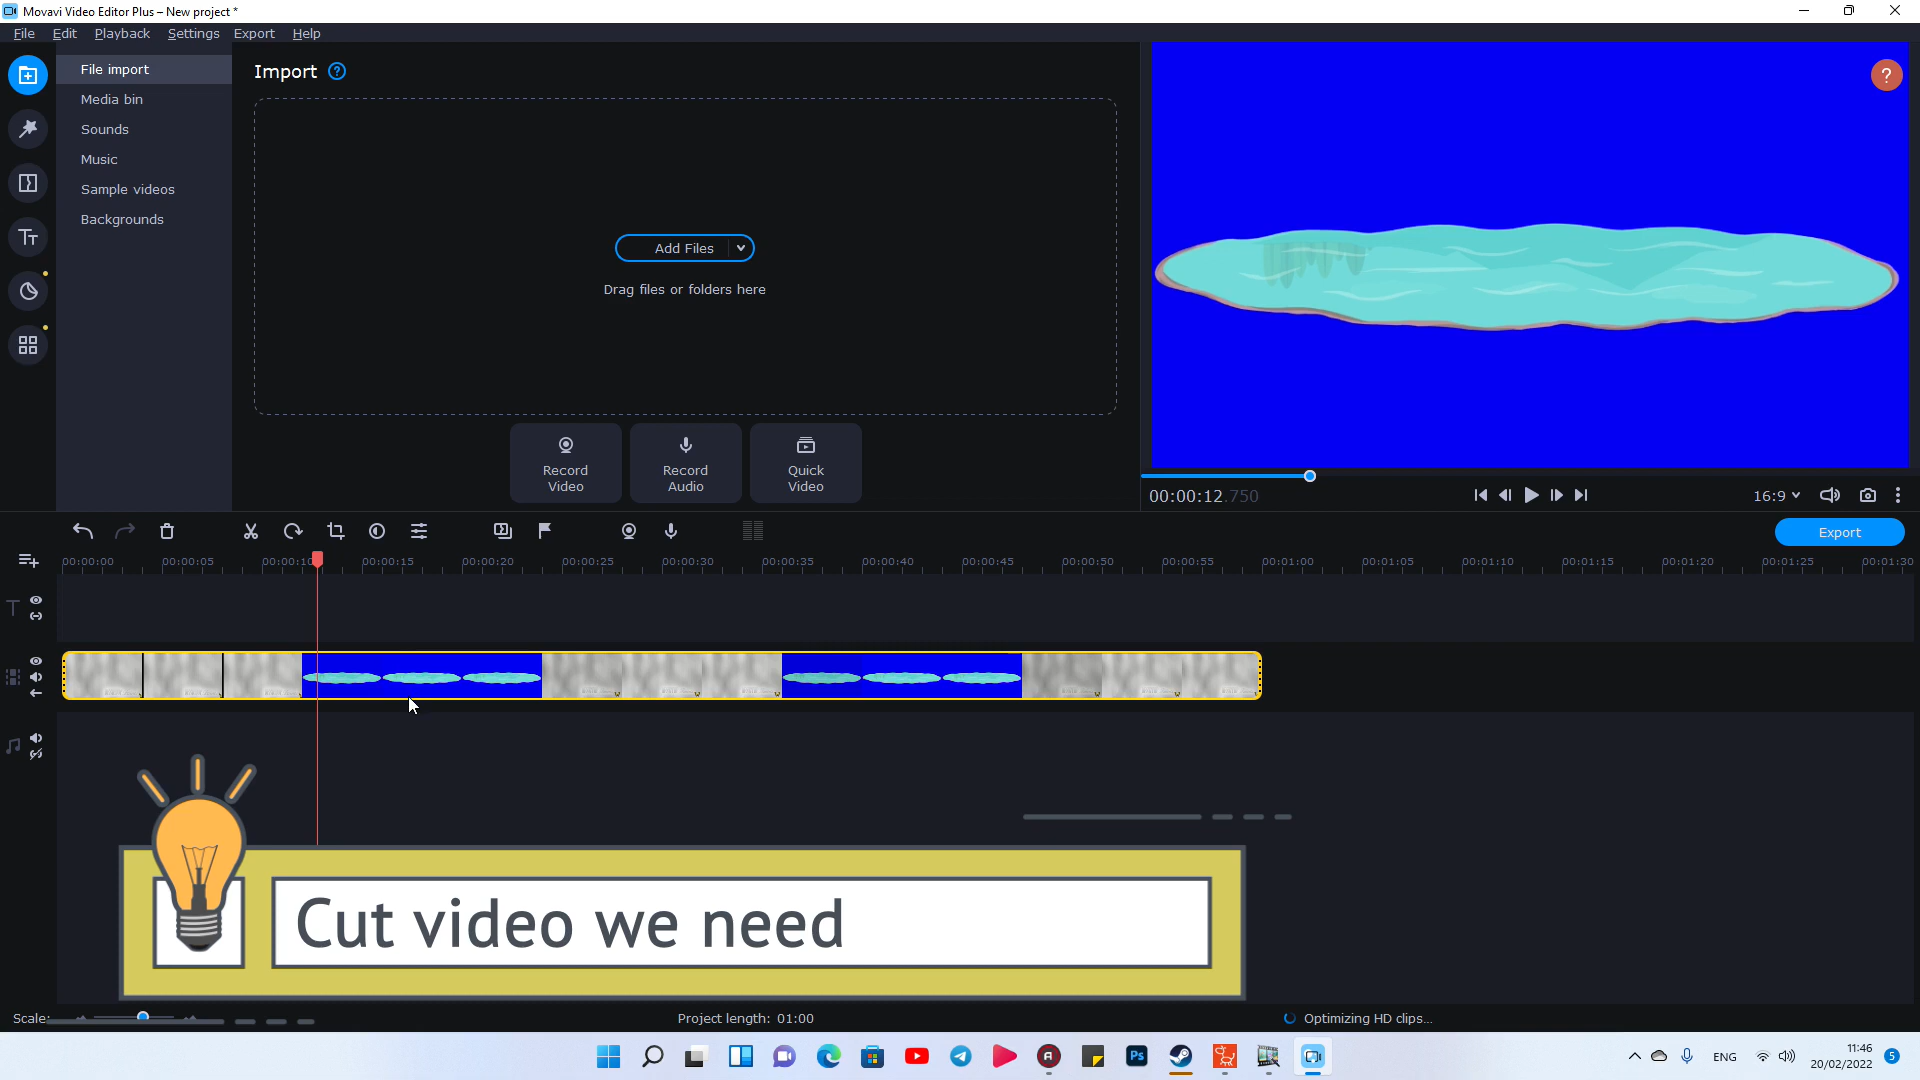 Movavi Video Editor Plus – New project *
File Edit Playback Settings Export Help
File import
Media bin
Sounds
Music
Sample videos
Backgrounds
Import ?
Add Files
Drag files or folders here
Record Video
Record Audio
Quick Video
?
00:00:12.750
16:9
Export
00:00:00 00:00:05 00:00:10 00:00:15 00:00:20 00:00:25 00:00:30 00:00:35 00:00:40 00:00:45 00:00:50 00:00:55 00:01:00 00:01:05 00:01:10 00:01:15 00:01:20 00:01:25 00:01:30
Cut video we need
Scale:
Project length: 01:00
Optimizing HD clips...
Ps
ENG
11:46
20/02/2022
5